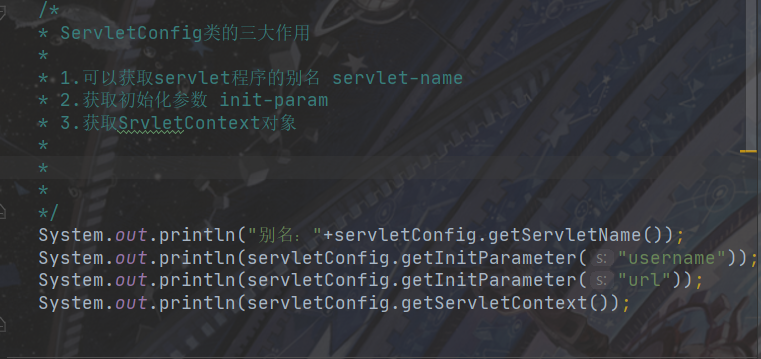 /*
* ServletConfig类的三大作用
*
* 1.可以获取servlet程序的别名 servlet-name
* 2.获取初始化参数 init-param
* 3.获取SrvletContext对象
*
*
*
*/
System.out.println("别名："+servletConfig.getServletName());
System.out.println(servletConfig.getInitParameter( s: "username"));
System.out.println(servletConfig.getInitParameter( s: "url"));
System.out.println(servletConfig.getServletContext());